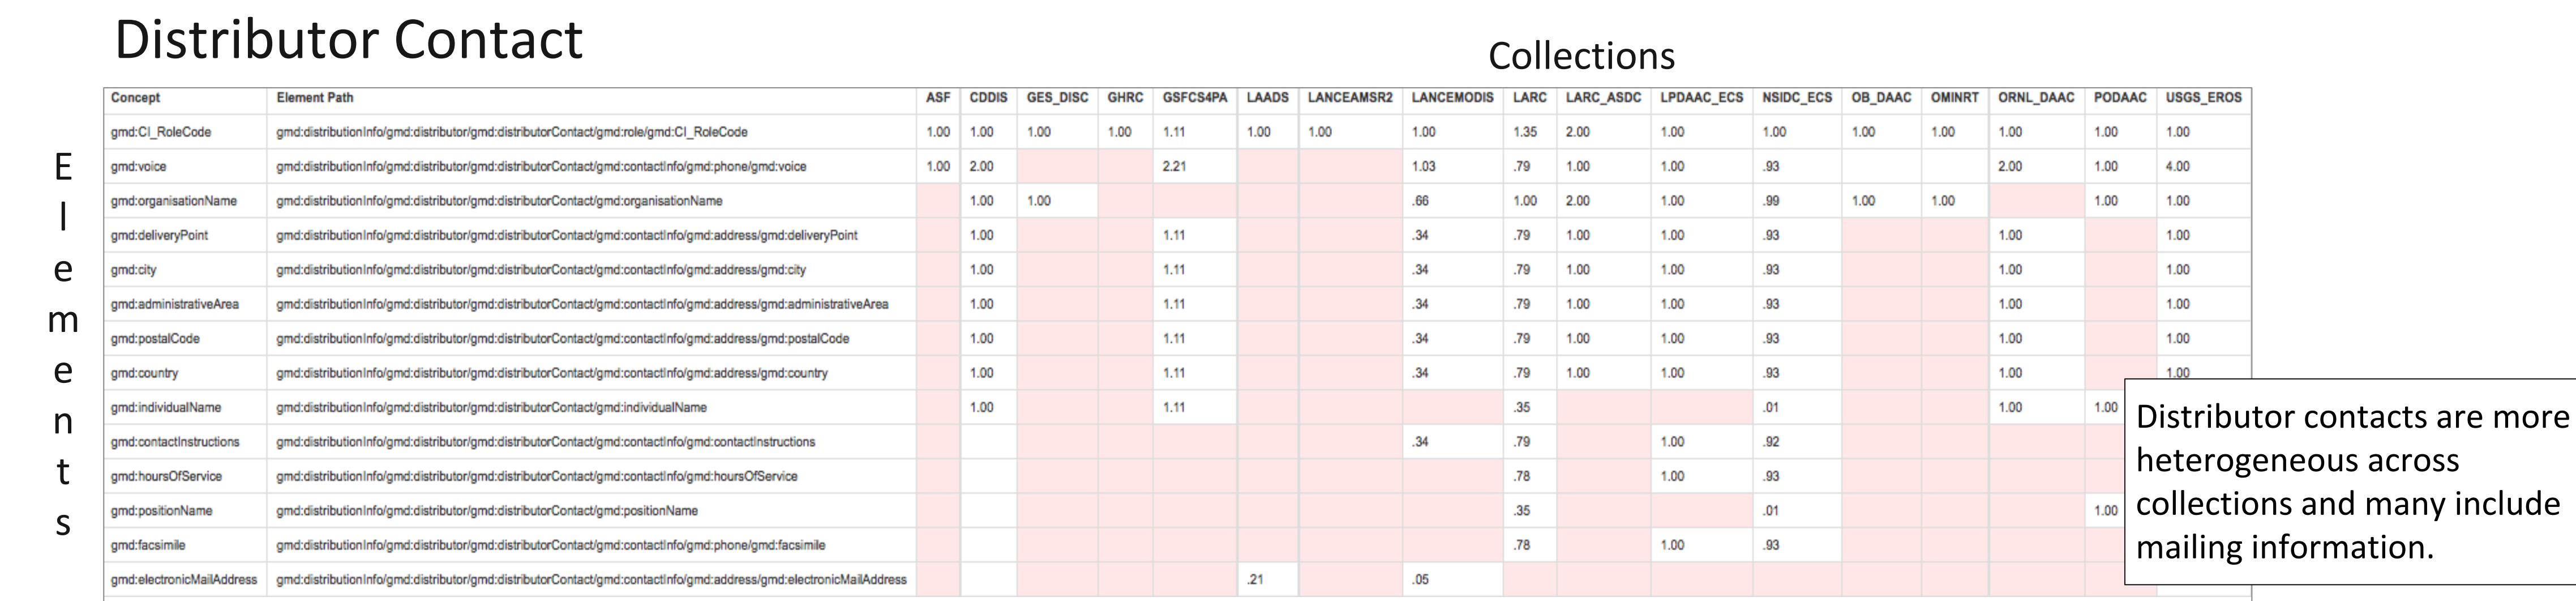 Distributor Contact
Collections
Elements
Concept Element Path ASF CDDIS GES_DISC GHRC GSFCS4PA LAADS LANCEAMSR2 LANCEMODIS LARC LARC_ASDC LPDAAC_ECS NSIDC_ECS OB_DAAC OMINRT ORNL_DAAC PODAAC USGS_EROS
gmd:CI_RoleCode gmd:distributionInfo/gmd:distributor/gmd:distributorContact/gmd:role/gmd:CI_RoleCode 1.00 1.00 1.00 1.00 1.11 1.00 1.00 1.00 1.35 2.00 1.00 1.00 1.00 1.00 1.00 1.00 1.00
gmd:voice gmd:distributionInfo/gmd:distributor/gmd:distributorContact/gmd:contactInfo/gmd:phone/gmd:voice 1.00 2.00 2.21 1.03 .79 1.00 1.00 .93 2.00 1.00 4.00
gmd:organisationName gmd:distributionInfo/gmd:distributor/gmd:distributorContact/gmd:organisationName 1.00 1.00 .66 1.00 2.00 1.00 .99 1.00 1.00 1.00 1.00
gmd:deliveryPoint gmd:distributionInfo/gmd:distributor/gmd:distributorContact/gmd:contactInfo/gmd:address/gmd:deliveryPoint 1.00 1.11 .34 .79 1.00 1.00 .93 1.00 1.00
gmd:city gmd:distributionInfo/gmd:distributor/gmd:distributorContact/gmd:contactInfo/gmd:address/gmd:city 1.00 1.11 .34 .79 1.00 1.00 .93 1.00 1.00
gmd:administrativeArea gmd:distributionInfo/gmd:distributor/gmd:distributorContact/gmd:contactInfo/gmd:address/gmd:administrativeArea 1.00 1.11 .34 .79 1.00 1.00 .93 1.00 1.00
gmd:postalCode gmd:distributionInfo/gmd:distributor/gmd:distributorContact/gmd:contactInfo/gmd:address/gmd:postalCode 1.00 1.11 .34 .79 1.00 1.00 .93 1.00 1.00
gmd:country gmd:distributionInfo/gmd:distributor/gmd:distributorContact/gmd:contactInfo/gmd:address/gmd:country 1.00 1.11 .34 .79 1.00 1.00 .93 1.00 1.00
gmd:individualName gmd:distributionInfo/gmd:distributor/gmd:distributorContact/gmd:individualName 1.00 1.11 .35 .01 1.00 1.00
gmd:contactInstructions gmd:distributionInfo/gmd:distributor/gmd:distributorContact/gmd:contactInfo/gmd:contactInstructions .34 .79 1.00 .92
gmd:hoursOfService gmd:distributionInfo/gmd:distributor/gmd:distributorContact/gmd:contactInfo/gmd:hoursOfService .78 1.00 .93
gmd:positionName gmd:distributionInfo/gmd:distributor/gmd:distributorContact/gmd:positionName .35 .01 1.00
gmd:facsimile gmd:distributionInfo/gmd:distributor/gmd:distributorContact/gmd:contactInfo/gmd:phone/gmd:facsimile .78 1.00 .93
gmd:electronicMailAddress gmd:distributionInfo/gmd:distributor/gmd:distributorContact/gmd:contactInfo/gmd:address/gmd:electronicMailAddress .21 .05
Distributor contacts are more
heterogeneous across
collections and many include
mailing information.